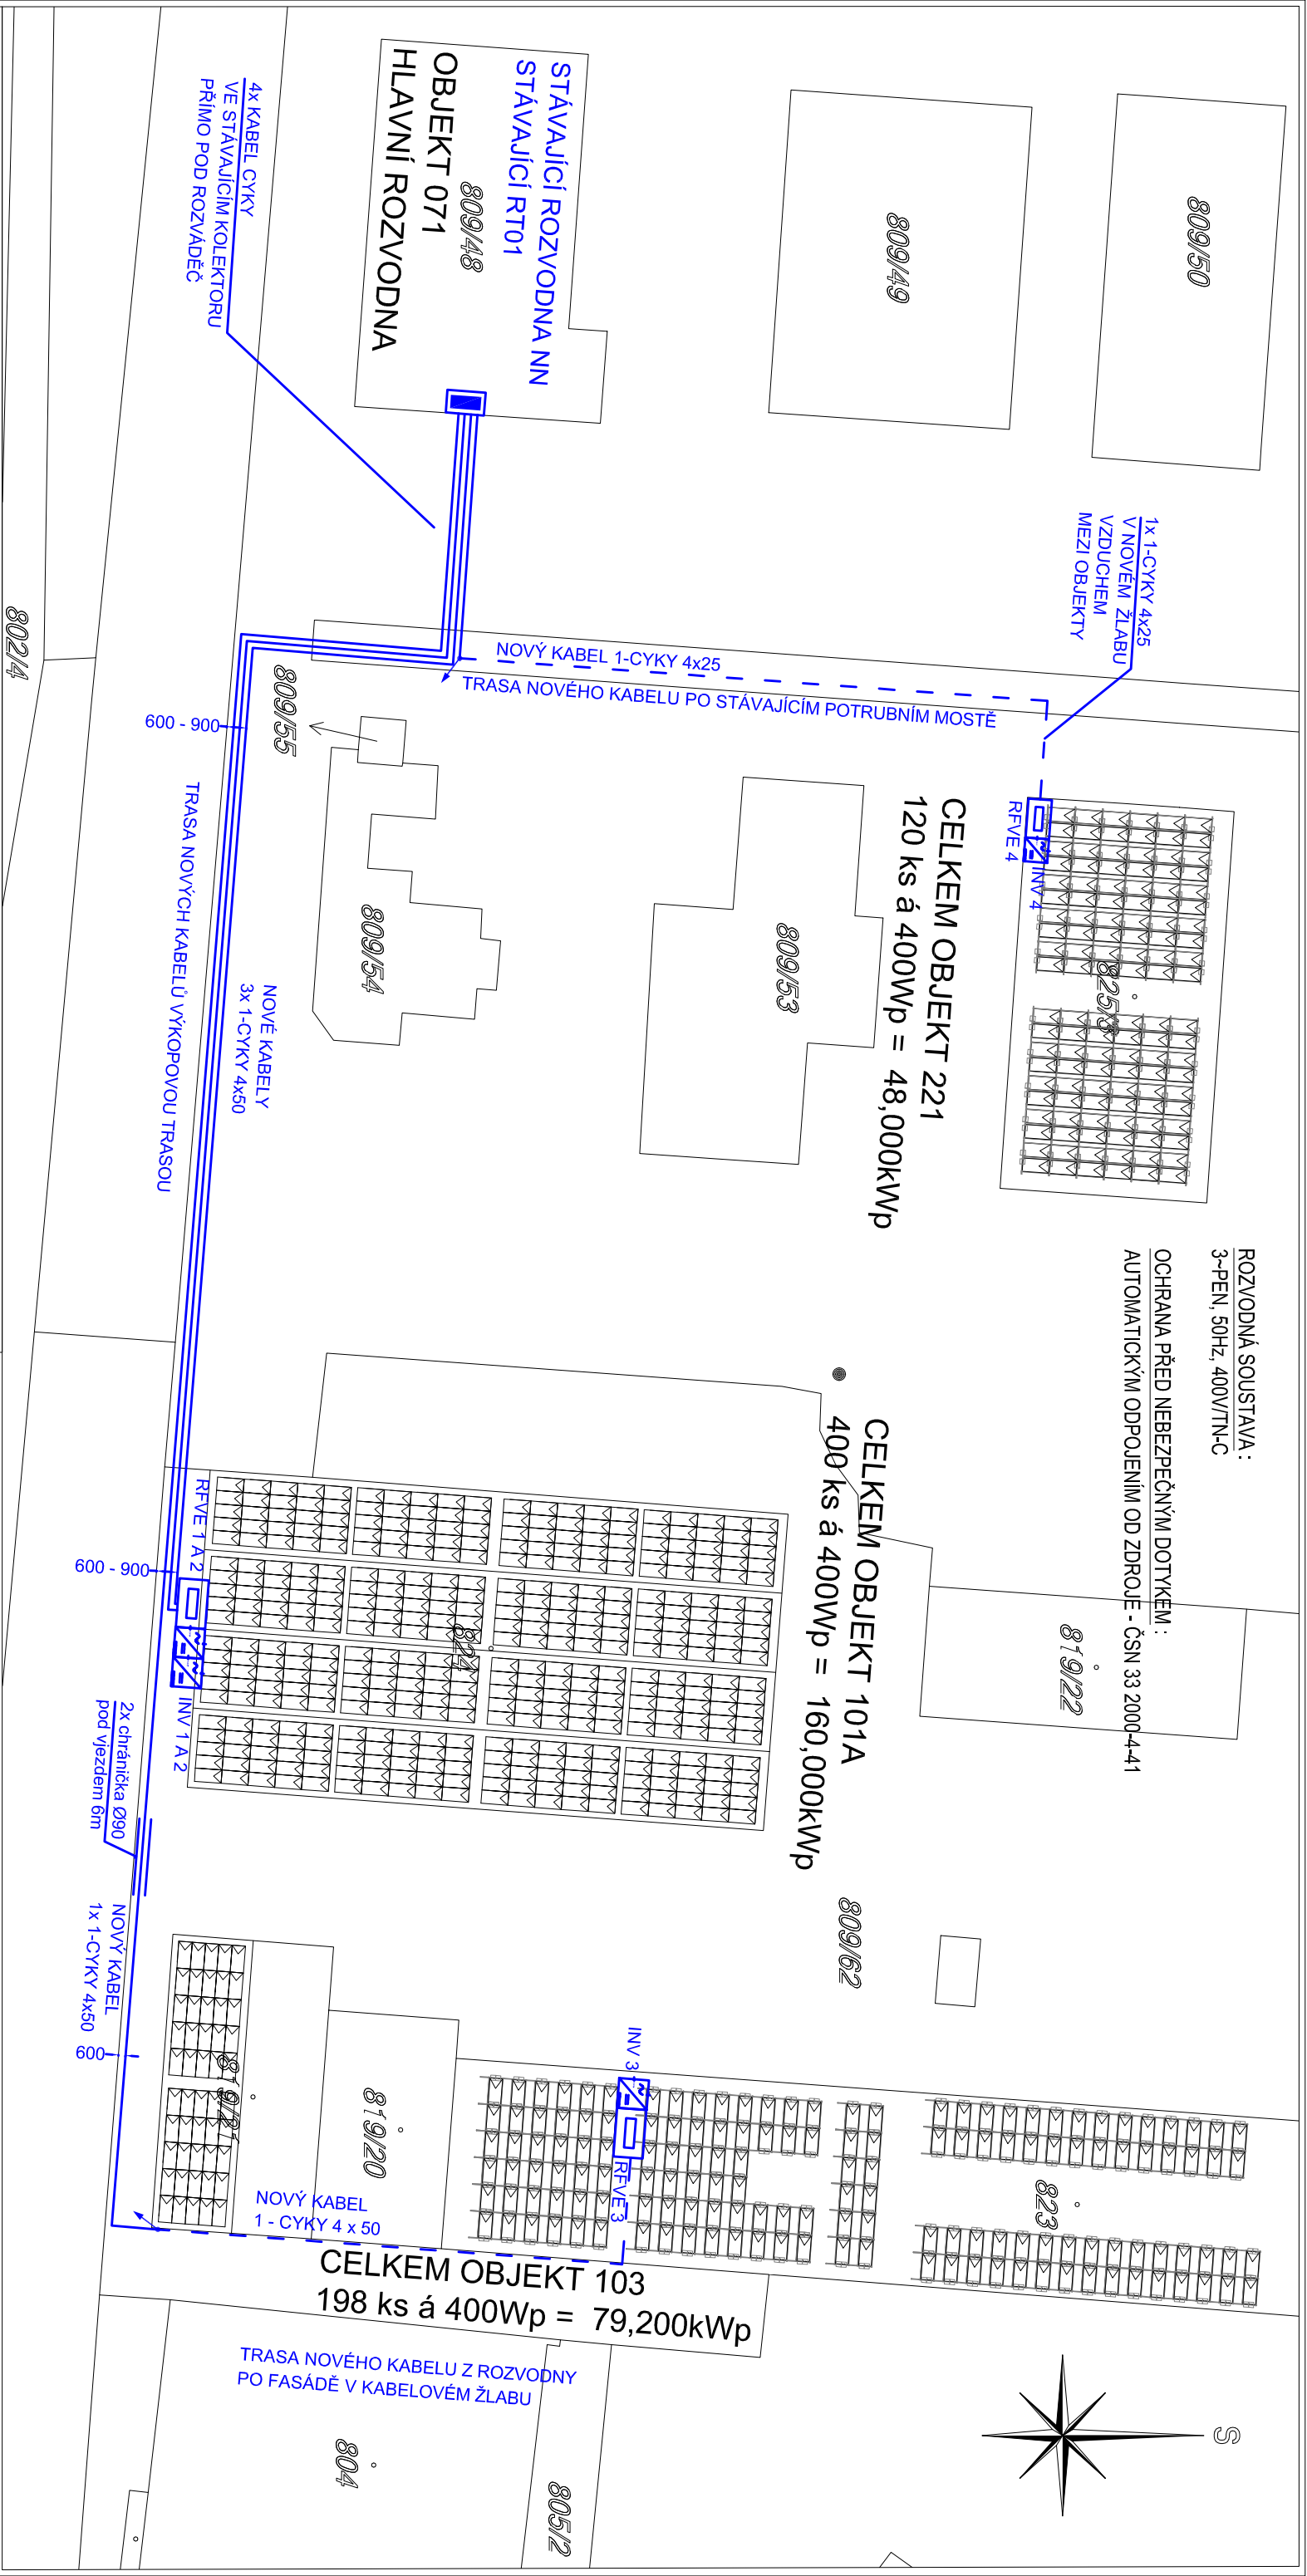 809/50
809/49
STÁVAJÍCÍ ROZVODNA NN
STÁVAJÍCÍ RT01
809/48
OBJEKT 071
HLAVNÍ ROZVODNA
4x KABEL CYKY
VE STÁVAJÍCÍM KOLEKTORU
PŘÍMO POD ROZVÁDĚČ
802/4
1x 1-CYKY 4x25
V NOVÉM ŽLABU
VZDUCHEM
MEZI OBJEKTY
NOVÝ KABEL 1-CYKY 4x25
TRASA NOVÉHO KABELU PO STÁVAJÍCÍM POTRUBNÍM MOSTĚ
809/55
600 - 900
TRASA NOVÝCH KABELŮ VÝKOPOVOU TRASOU
NOVÉ KABELY
3x 1-CYKY 4x50
809/54
809/53
CELKEM OBJEKT 221
120 ks á 400Wp = 48,000kWp
RFVE 4
INV 4
825/3
ROZVODNÁ SOUSTAVA :
3~PEN, 50Hz, 400V/TN-C
OCHRANA PŘED NEBEZPEČNÝM DOTYKEM :
AUTOMATICKÝM ODPOJENÍM OD ZDROJE - ČSN 33 2000-4-41
CELKEM OBJEKT 101A
400 ks á 400Wp = 160,000kWp
819/22
RFVE 1 A 2
600 - 900
INV 1 A 2
824
2x chránička Ø90
pod vjezdem 6m
NOVÝ KABEL
1x 1-CYKY 4x50
600
809/62
819/21
819/20
INV 3
RFVE3
823
NOVÝ KABEL
1 - CYKY 4 x 50
CELKEM OBJEKT 103
198 ks á 400Wp = 79,200kWp
TRASA NOVÉHO KABELU Z ROZVODNY
PO FASÁDĚ V KABELOVÉM ŽLABU
804
805/2
S